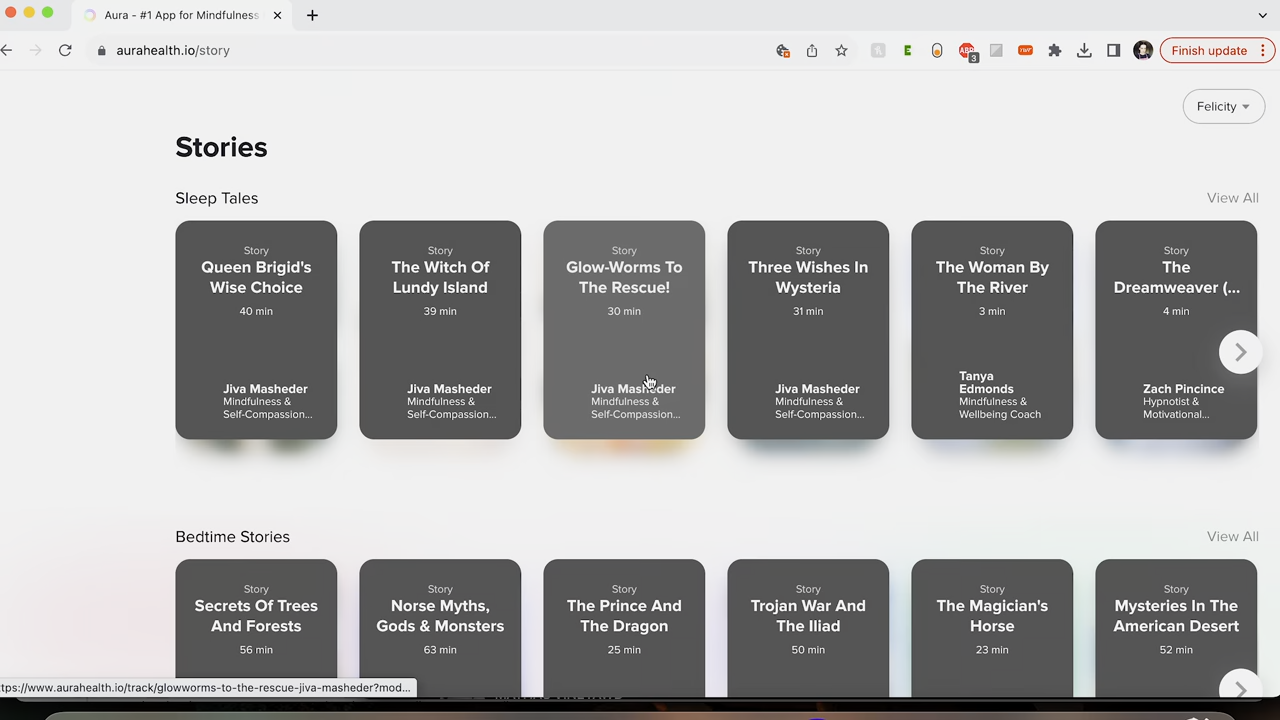 Aura - #1 App for Mindfulness
aurahealth.io/story
3
Finish update
Felicity
Stories
Sleep Tales
View All
Story
Queen Brigid's
Wise Choice
40 min
Jiva Masheder
Mindfulness &
Self-Compassion...
Story
The Witch Of
Lundy Island
39 min
Jiva Masheder
Mindfulness &
Self-Compassion...
Story
Glow-Worms To
The Rescue!
30 min
Jiva Masheder
Mindfulness &
Self-Compassion...
Story
Three Wishes In
Wysteria
31 min
Jiva Masheder
Mindfulness &
Self-Compassion...
Story
The Woman By
The River
3 min
Tanya
Edmonds
Mindfulness &
Wellbeing Coach
Story
The
Dreamweaver (...
4 min
Zach Pincince
Hypnotist &
Motivational...
Bedtime Stories
View All
Story
Secrets Of Trees
And Forests
56 min
Story
Norse Myths,
Gods & Monsters
63 min
Story
The Prince And
The Dragon
25 min
Story
Trojan War And
The Iliad
50 min
Story
The Magician's
Horse
23 min
Story
Mysteries In The
American Desert
52 min
ttps://www.aurahealth.io/track/glowworms-to-the-rescue-jiva-masheder?mod...